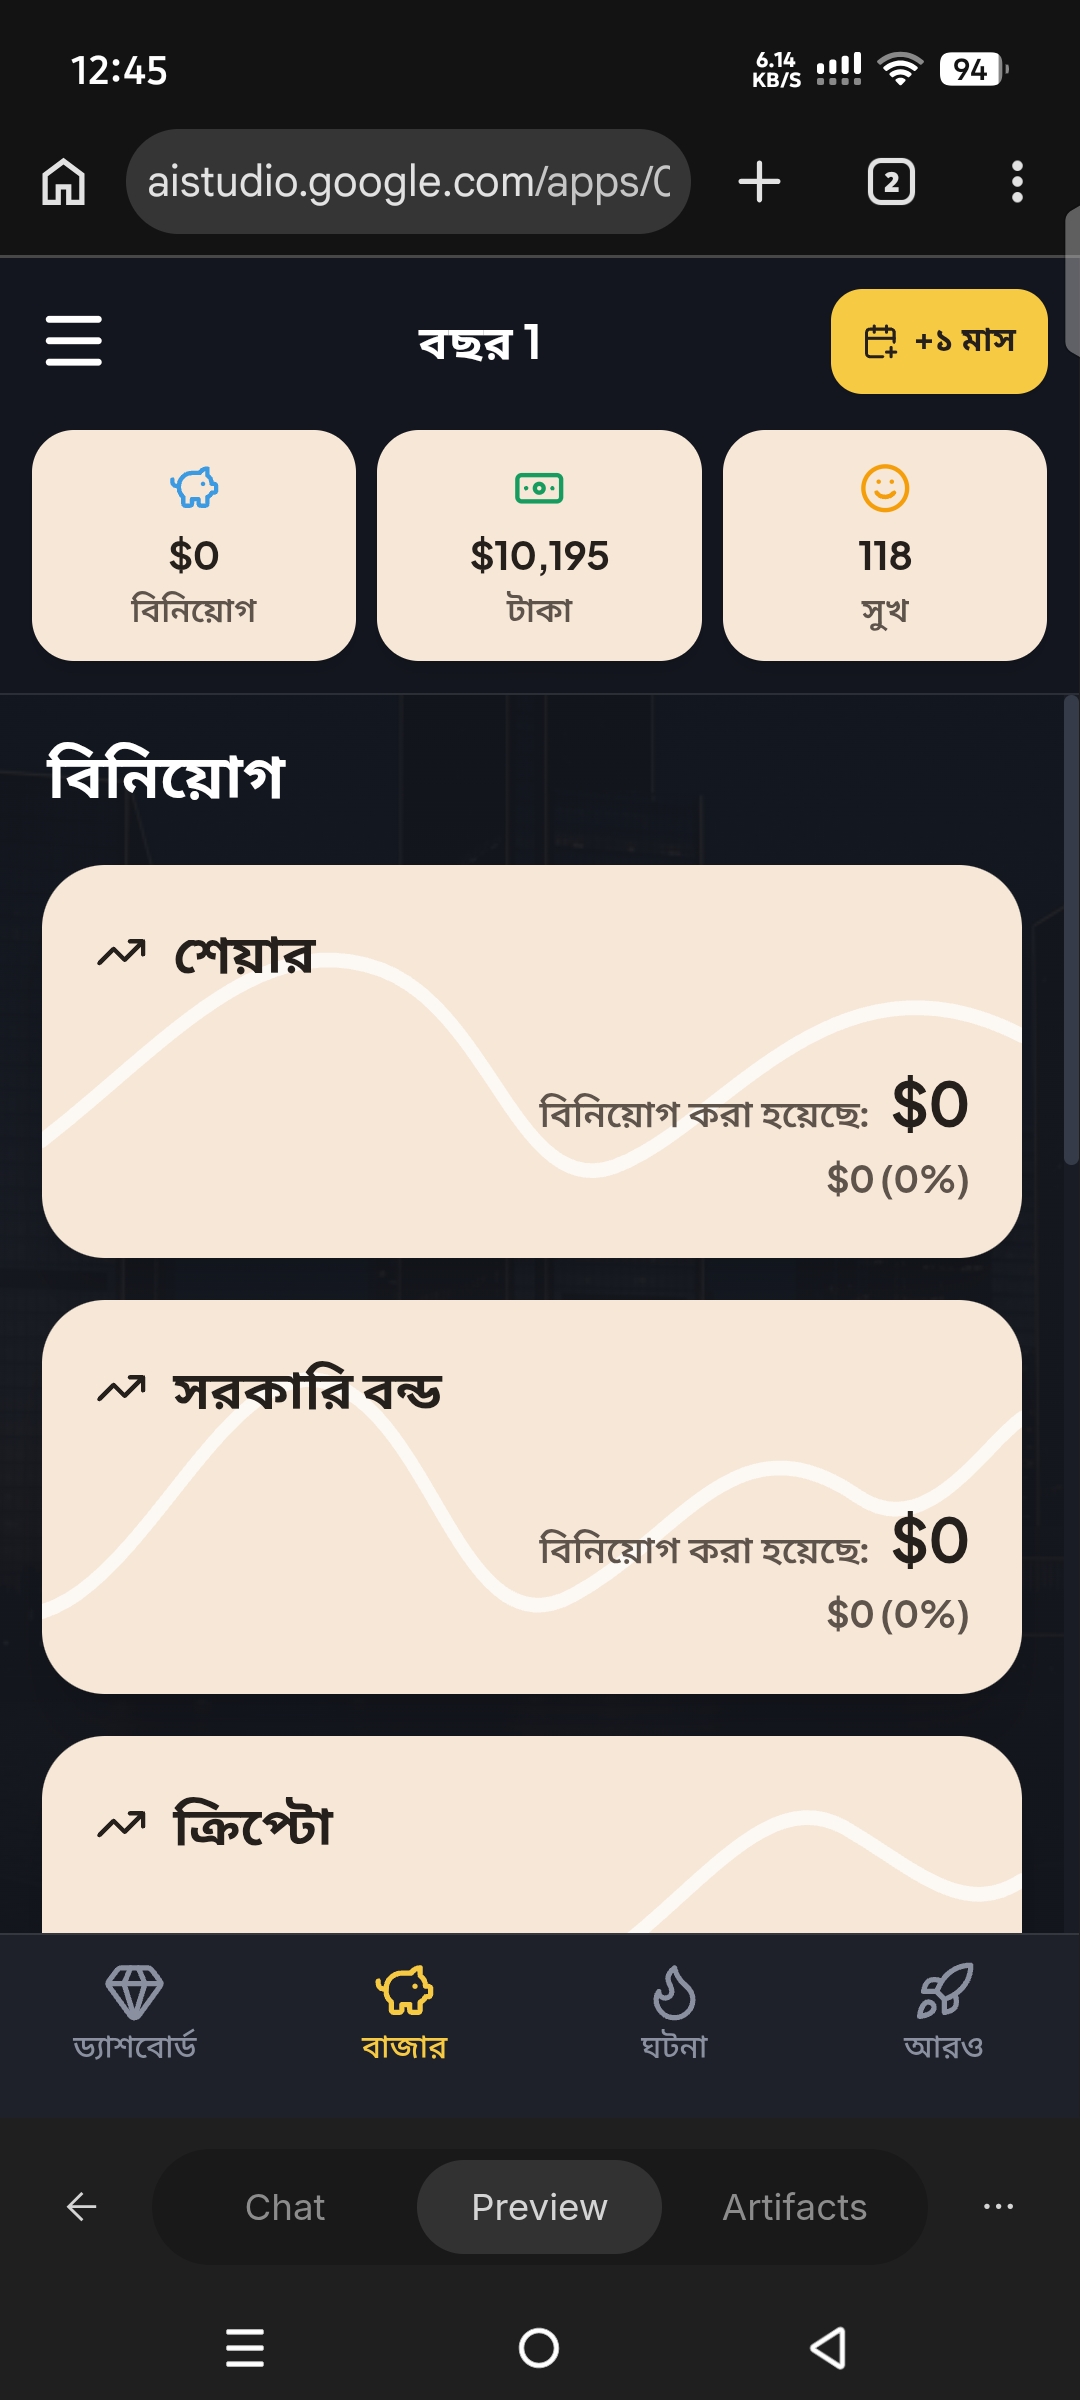 12:45
6.14 KB/S
94
aistudio.google.com/apps/
2
বছর 1
+১ মাস
$0
বিনিয়োগ
$10,195
টাকা
118
সুখ
বিনিয়োগ
শেয়ার
বিনিয়োগ করা হয়েছে: $0
$0 (0%)
সরকারি বন্ড
বিনিয়োগ করা হয়েছে: $0
$0 (0%)
ক্রিপ্টো
ড্যাশবোর্ড
বাজার
ঘটনা
আরও
Chat
Preview
Artifacts